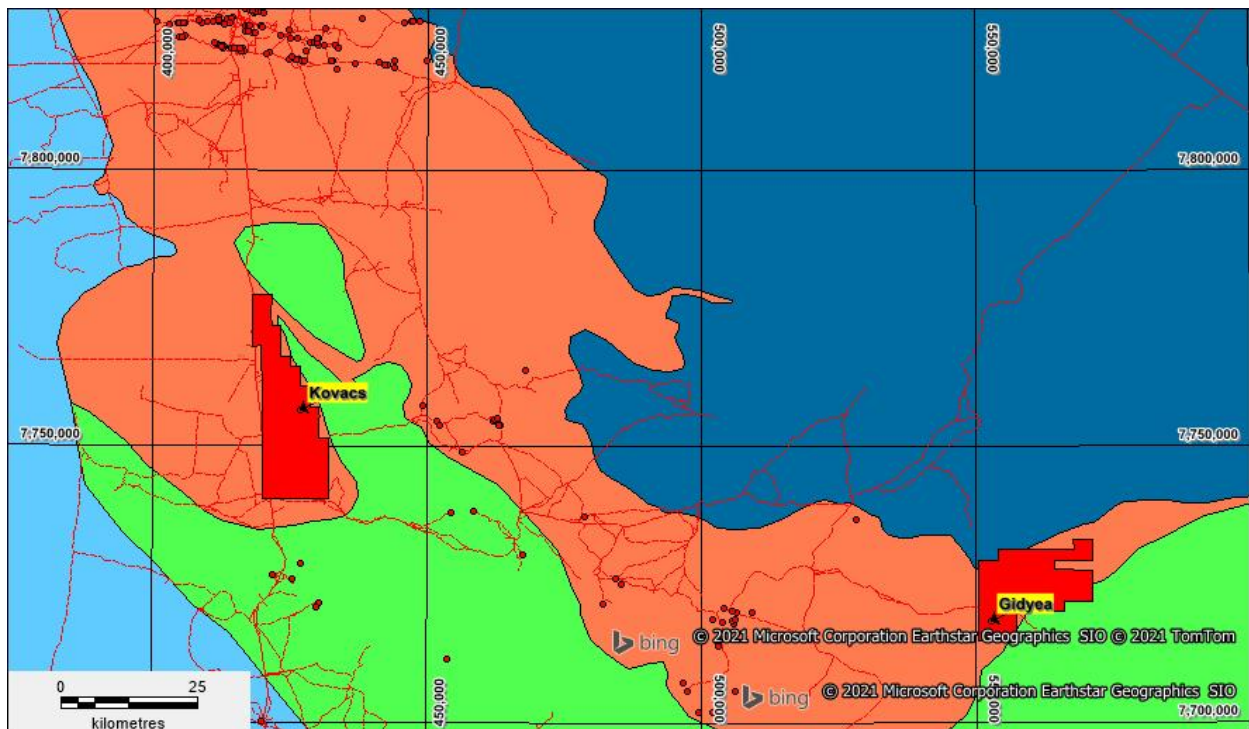 400,000
450,000
500,000
550,000
7,800,000
7,800,000
Kovacs
7,750,000
7,750,000
Gidyea
bing © 2021 Microsoft Corporation Earthstar Geographics SIO © 2021 TomTom
bing © 2021 Microsoft Corporation Earthstar Geographics SIO
0 25
kilometres
450,000
500,000
550,000
7,700,000